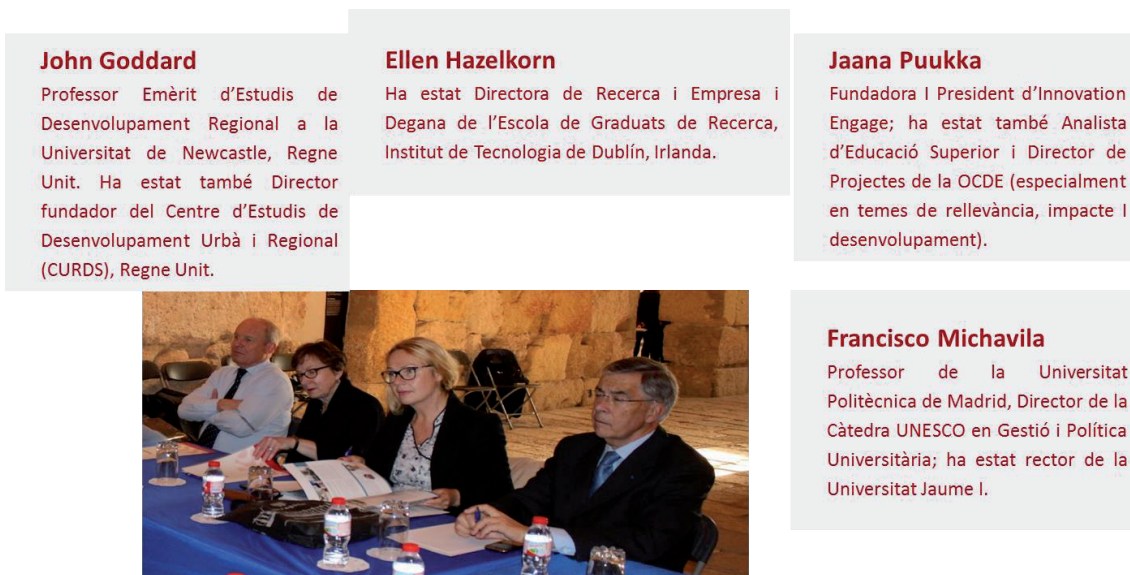 John Goddard
Professor Emèrit d'Estudis de
Desenvolupament Regional a la
Universitat de Newcastle, Regne
Unit. Ha estat també Director
fundador del Centre d'Estudis de
Desenvolupament Urbà i Regional
(CURDS), Regne Unit.
Ellen Hazelkorn
Ha estat Directora de Recerca i Empresa i
Degana de l'Escola de Graduats de Recerca,
Institut de Tecnologia de Dublín, Irlanda.
Jaana Puukka
Fundadora I President d'Innovation
Engage; ha estat també Analista
d'Educació Superior i Director de
Projectes de la OCDE (especialment
en temes de rellevància, impacte I
desenvolupament).
Francisco Michavila
Professor de la Universitat
Politècnica de Madrid, Director de la
Càtedra UNESCO en Gestió i Política
Universitària; ha estat rector de la
Universitat Jaume I.